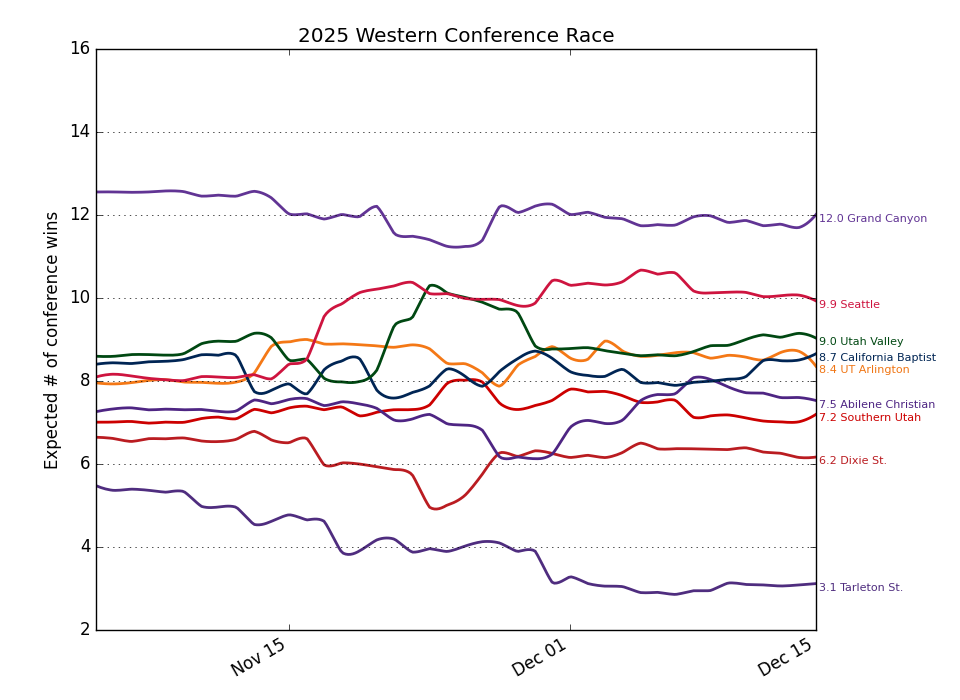 2025 Western Conference Race
Expected # of conference wins
16
14
12
10
8
6
4
2
12.0 Grand Canyon
9.9 Seattle
9.0 Utah Valley
8.7 California Baptist
8.4 UT Arlington
7.5 Abilene Christian
7.2 Southern Utah
6.2 Dixie St.
3.1 Tarleton St.
Nov 15
Dec 01
Dec 15